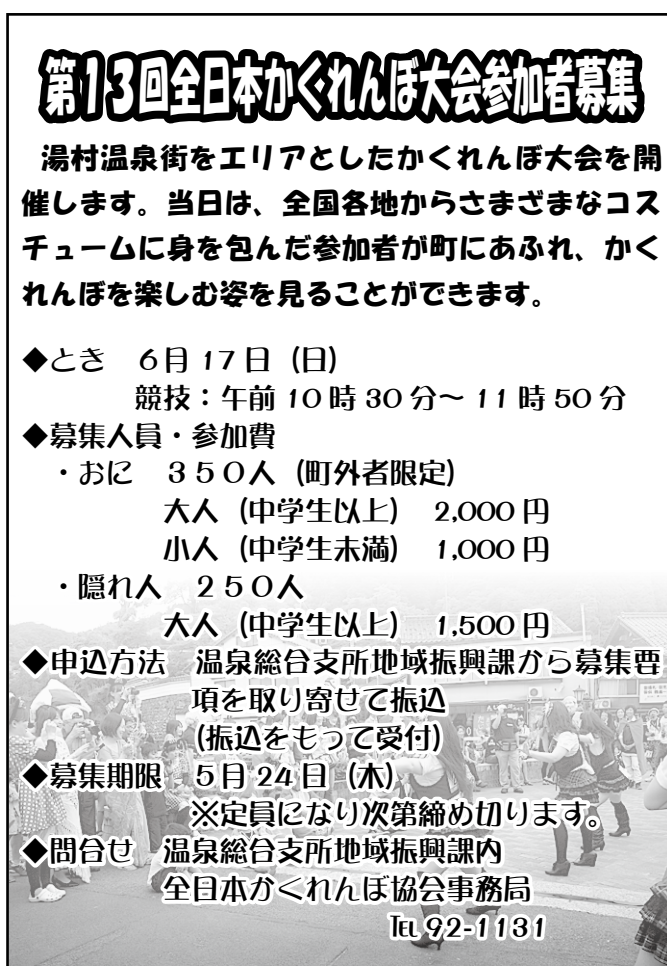 第13回全日本かくれんぼ大会参加者募集
湯村温泉街をエリアとしたかくれんぼ大会を開
催します。当日は、全国各地からさまざまなコス
チュームに身を包んだ参加者が町にあふれ、かく
れんぼを楽しむ姿を見ることができます。
◆とき　6月17日（日）
競技：午前10時30分～11時50分
◆募集人員・参加費
・おに　３５０人（町外者限定）
大人（中学生以上）　2,000円
小人（中学生未満）　1,000円
・隠れ人　２５０人
大人（中学生以上）　1,500円
◆申込方法　温泉総合支所地域振興課から募集要
項を取り寄せて振込
(振込をもって受付)
◆募集期限　5月24日（木）
※定員になり次第締め切ります。
◆問合せ　温泉総合支所地域振興課内
全日本かくれんぼ協会事務局
℡ 92-1131